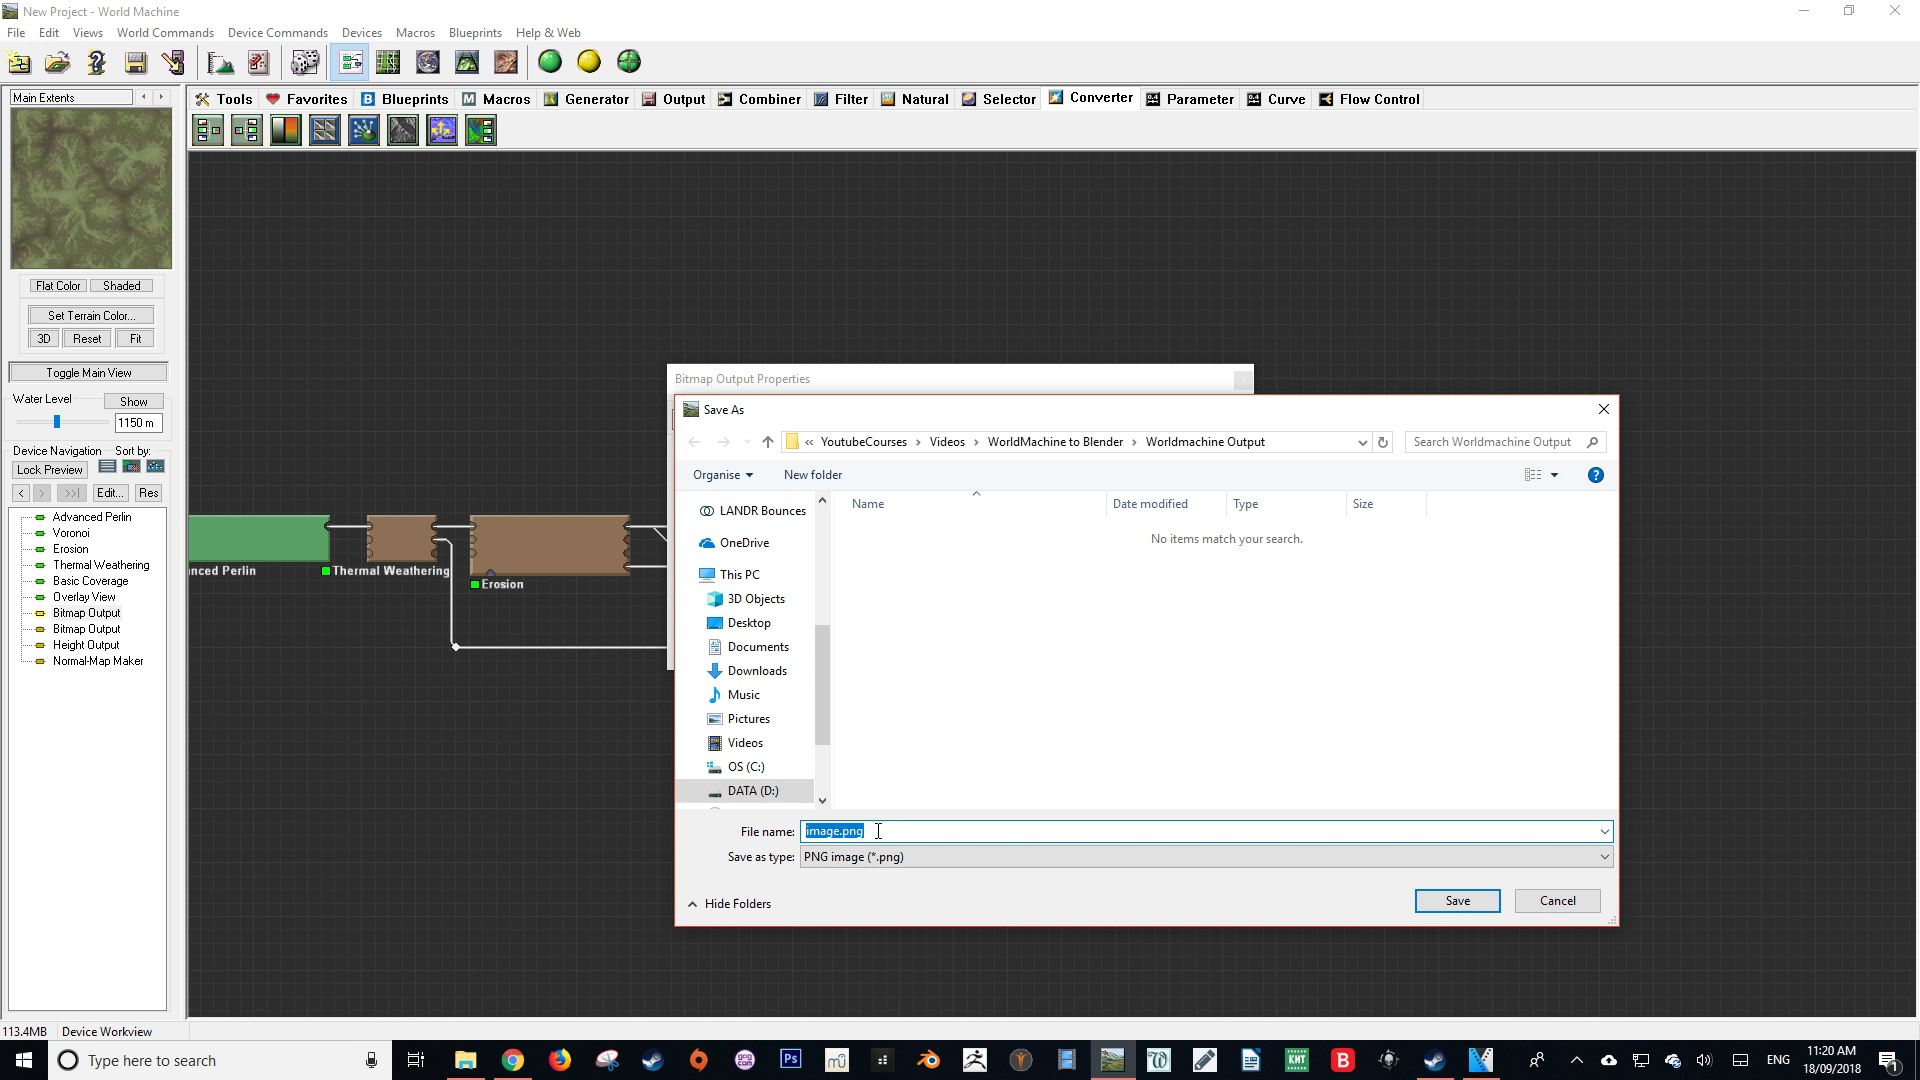 New Project - World Machine
File Edit Views World Commands Device Commands Devices Macros Blueprints Help & Web
Main Extents
Tools Favorites Blueprints Macros Generator Output Combiner Filter Natural Selector Converter Parameter Curve Flow Control
Flat Color Shaded
Set Terrain Color...
3D Reset Fit
Toggle Main View
Water Level Show
1150 m
Device Navigation Sort by:
Lock Preview
< > >>| Edit... Res
Advanced Perlin
Voronoi
Erosion
Thermal Weathering
Basic Coverage
Overlay View
Bitmap Output
Bitmap Output
Height Output
Normal-Map Maker
nced Perlin
Thermal Weathering
Erosion
Bitmap Output Properties
Save As
« YoutubeCourses › Videos › WorldMachine to Blender › Worldmachine Output
Search Worldmachine Output
Organise New folder
Name Date modified Type Size
No items match your search.
LANDR Bounces
OneDrive
This PC
3D Objects
Desktop
Documents
Downloads
Music
Pictures
Videos
OS (C:)
DATA (D:)
File name: image.png
Save as type: PNG image (*.png)
Hide Folders
Save Cancel
113.4MB Device Workview
Type here to search
ENG
11:20 AM
18/09/2018